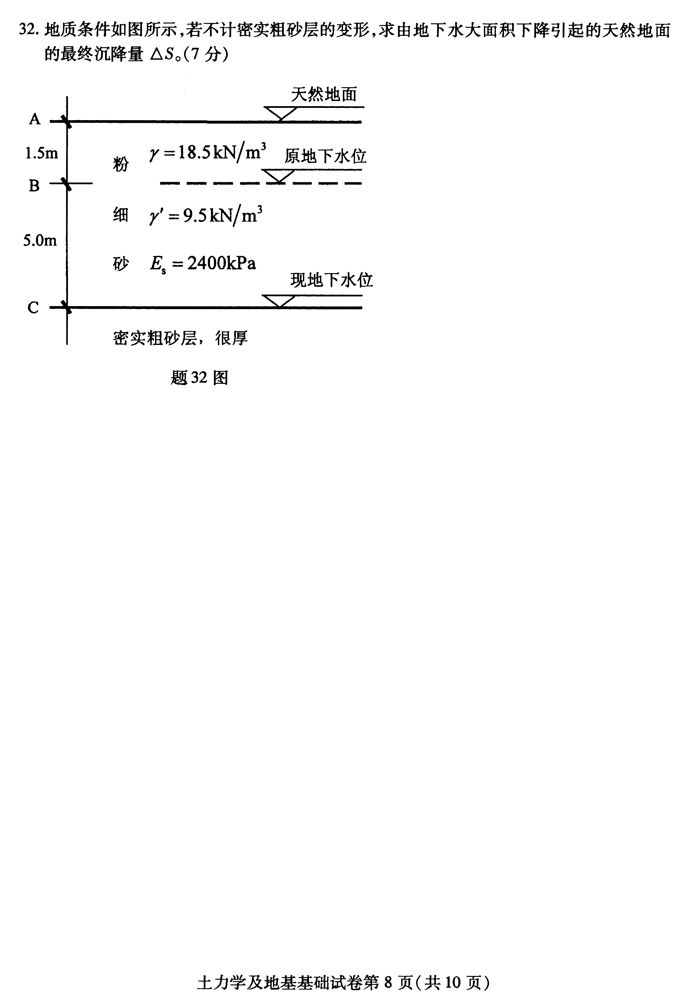 32. 地质条件如图所示,若不计密实粗砂层的变形,求由地下水大面积下降引起的天然地面
的最终沉降量 △S。(7 分)
天然地面
A
1.5m
粉
γ = 18.5kN/m³
原地下水位
B
细
γ′ = 9.5kN/m³
5.0m
砂
Eₛ = 2400kPa
现地下水位
C
密实粗砂层，很厚
题 32 图
土力学及地基基础试卷第 8 页(共 10 页)